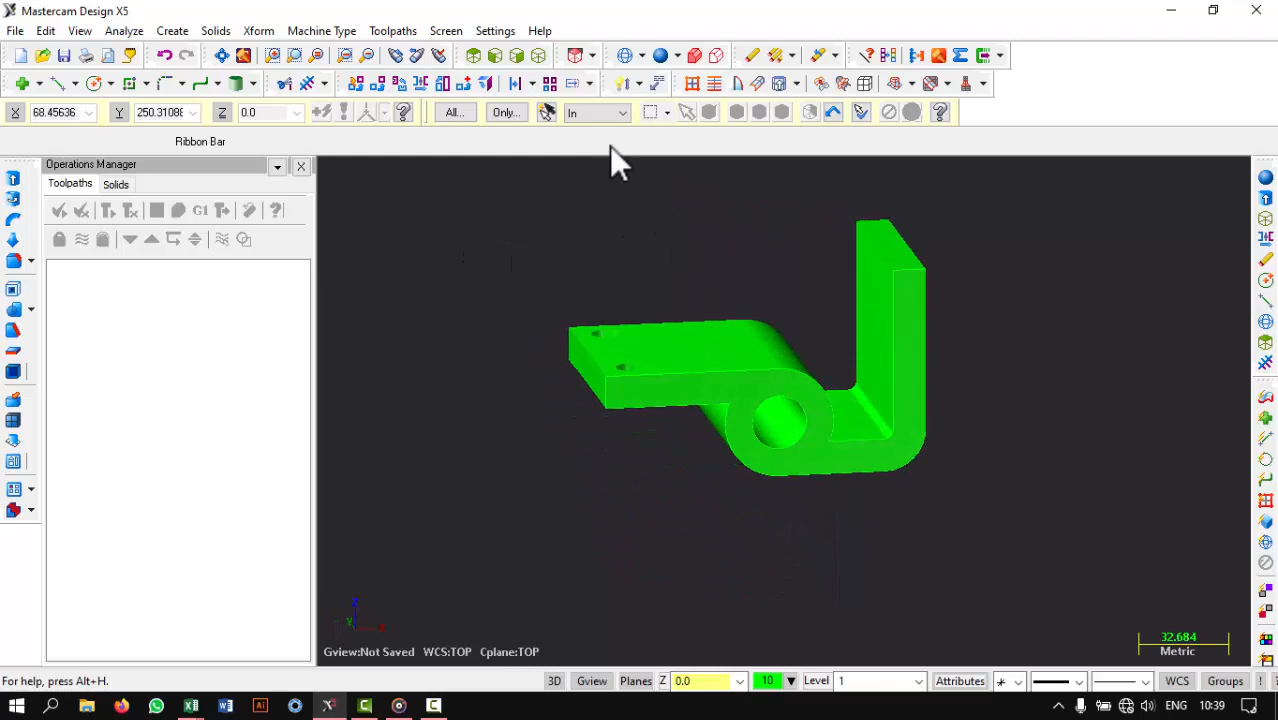 Mastercam Design X5
File Edit View Analyze Create Solids Xform Machine Type Toolpaths Screen Settings Help
X 68.45636 Y 250.31086 Z 0.0 All... Only... In
Ribbon Bar
Operations Manager
Toolpaths Solids
G1
Z
Y X
32.684
Metric
Gview:Not Saved WCS:TOP Cplane:TOP
For help, press Alt+H. 3D Gview Planes Z 0.0 10 Level 1 Attributes WCS Groups
ENG 10:39